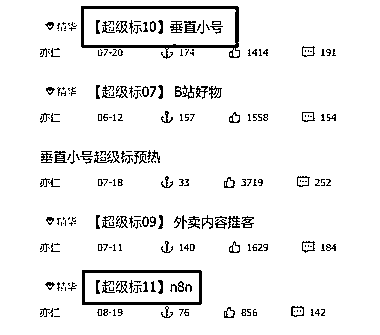 精华 【超级标10】垂直小号
亦仁 07-20 174 1414 191
精华 【超级标07】 B站好物
亦仁 06-12 157 1558 154
垂直小号超级标预热
亦仁 07-18 33 3719 252
精华 【超级标09】 外卖内容推客
亦仁 07-11 140 1629 184
精华 【超级标11】n8n
亦仁 08-19 76 856 142